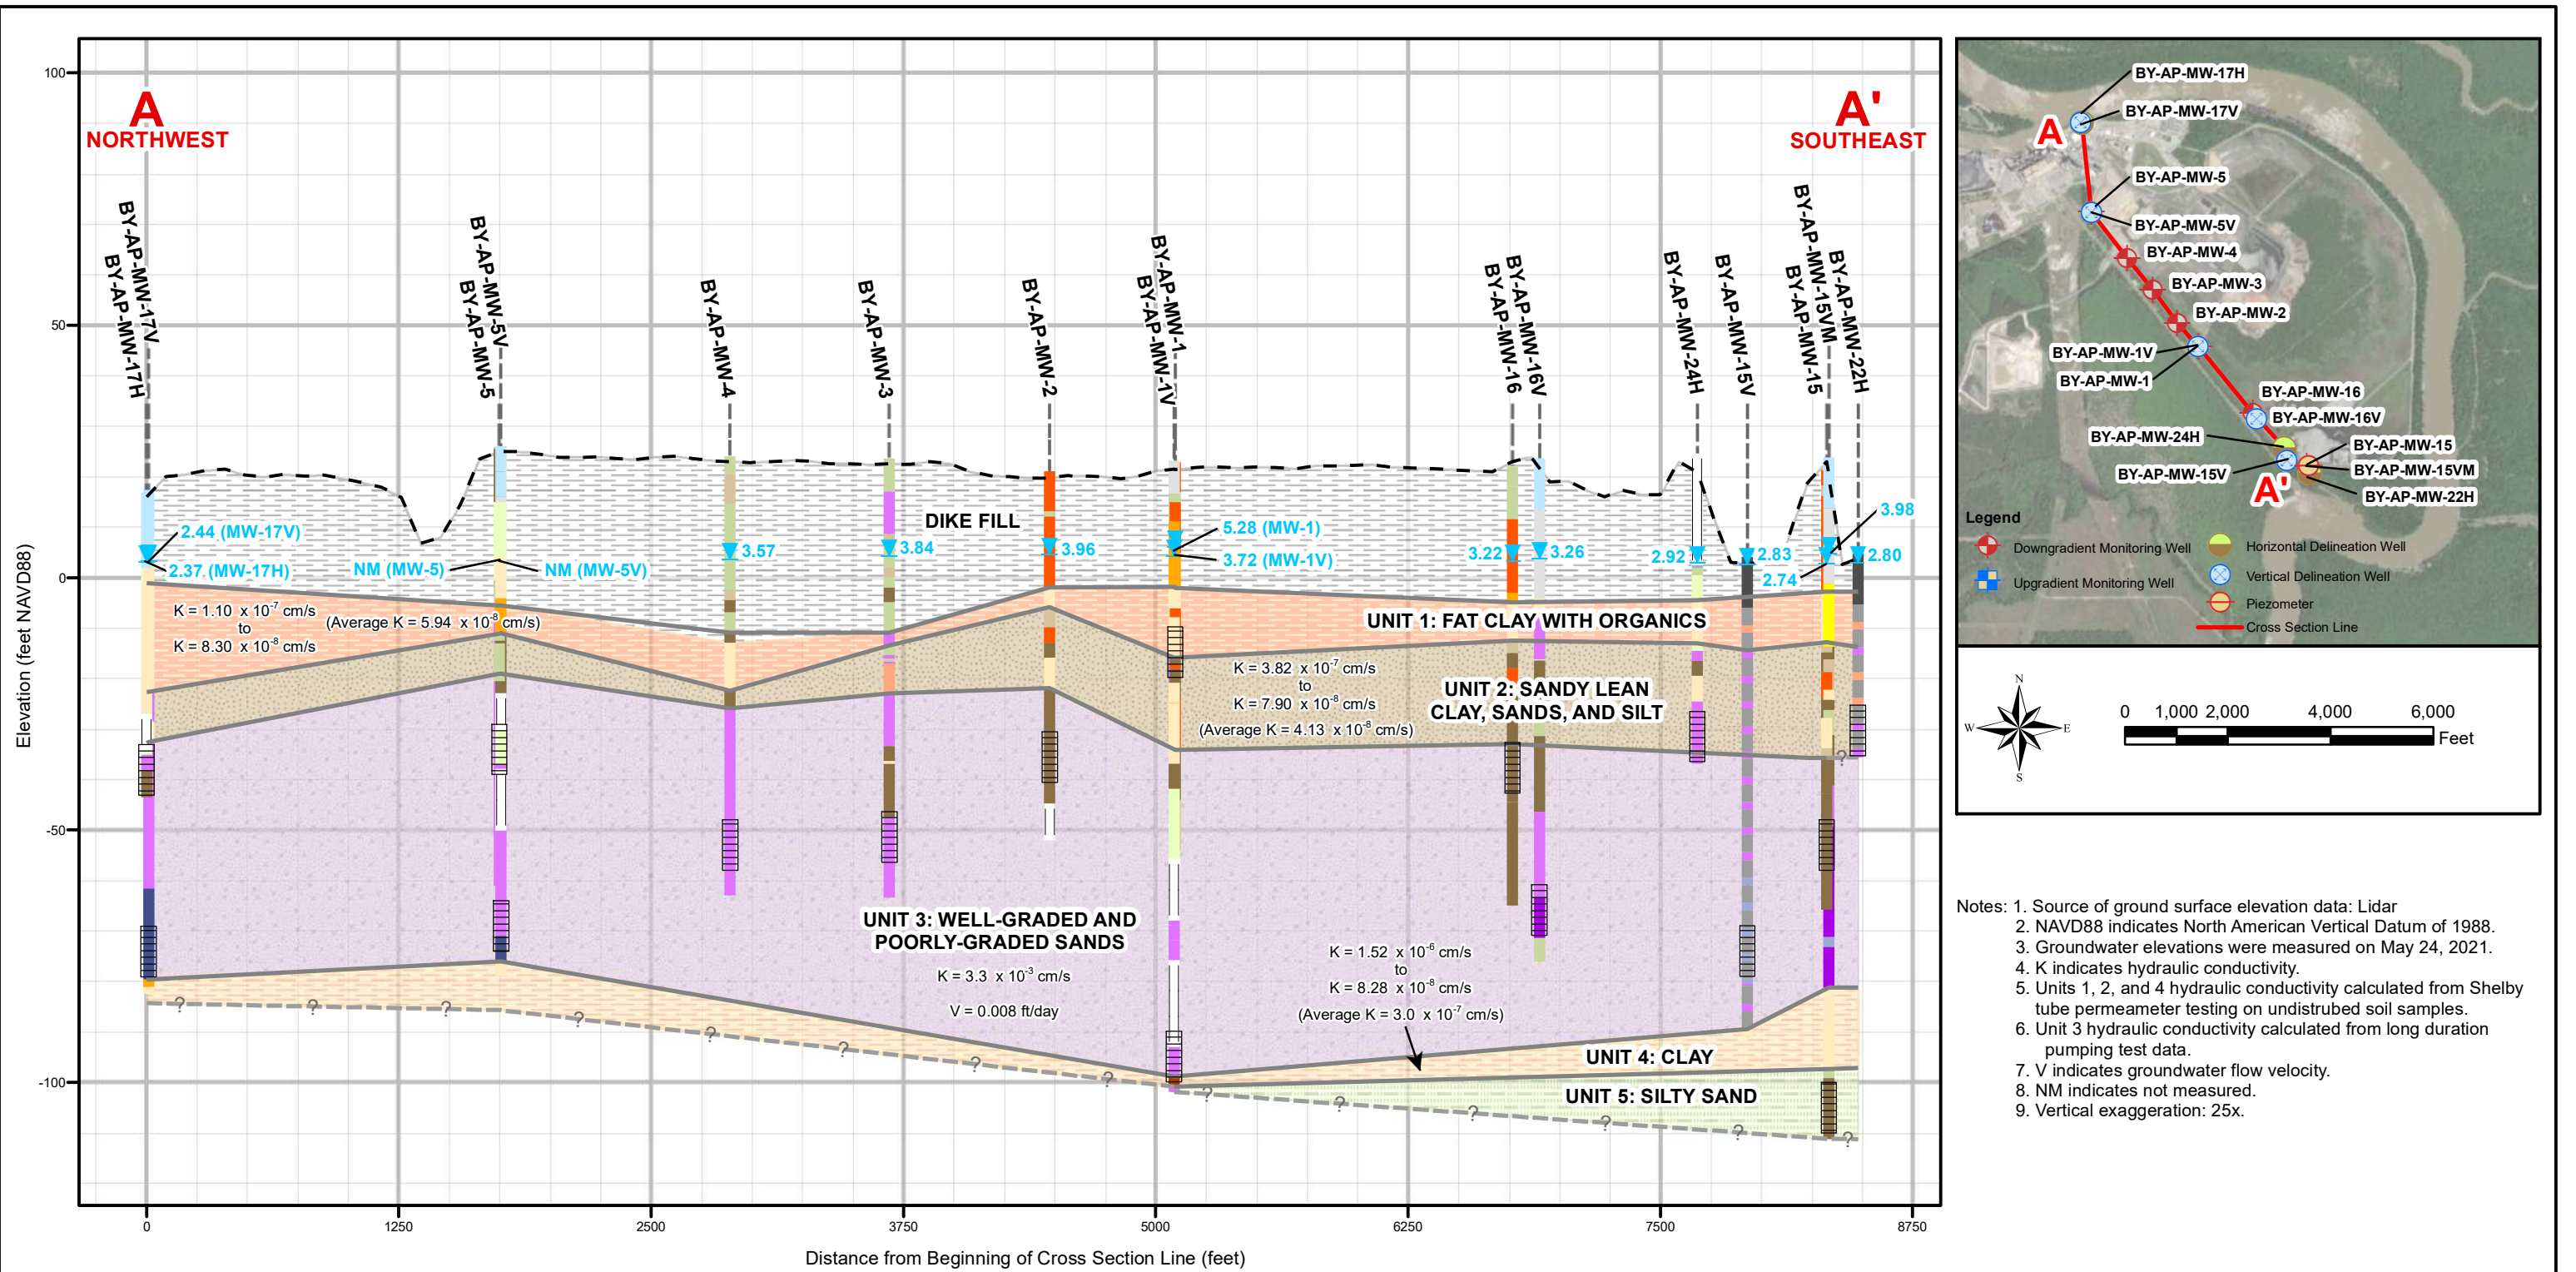 A
NORTHWEST
A'
SOUTHEAST
BY-AP-MW-17V
BY-AP-MW-17H
BY-AP-MW-5V
BY-AP-MW-5
BY-AP-MW-4
BY-AP-MW-3
BY-AP-MW-2
BY-AP-MW-1
BY-AP-MW-1V
BY-AP-MW-16
BY-AP-MW-16V
BY-AP-MW-24H
BY-AP-MW-15V
BY-AP-MW-15VM
BY-AP-MW-15
BY-AP-MW-22H
100
50
0
-50
-100
Elevation (feet NAVD88)
2.44 (MW-17V)
2.37 (MW-17H)
NM (MW-5)
NM (MW-5V)
3.57
3.84
3.96
5.28 (MW-1)
3.72 (MW-1V)
3.22
3.26
2.92
2.83
2.74
3.98
2.80
DIKE FILL
K = 1.10 x 10-7 cm/s
to
K = 8.30 x 10-8 cm/s
(Average K = 5.94 x 10-8 cm/s)
UNIT 1: FAT CLAY WITH ORGANICS
K = 3.82 x 10-7 cm/s
to
K = 7.90 x 10-8 cm/s
(Average K = 4.13 x 10-8 cm/s)
UNIT 2: SANDY LEAN
CLAY, SANDS, AND SILT
UNIT 3: WELL-GRADED AND
POORLY-GRADED SANDS
K = 3.3 x 10-3 cm/s
V = 0.008 ft/day
K = 1.52 x 10-6 cm/s
to
K = 8.28 x 10-8 cm/s
(Average K = 3.0 x 10-7 cm/s)
UNIT 4: CLAY
UNIT 5: SILTY SAND
? ? ? ? ? ? ? ? ? ? ? ? ? ? ?
0 1250 2500 3750 5000 6250 7500 8750
Distance from Beginning of Cross Section Line (feet)
BY-AP-MW-17H
BY-AP-MW-17V
A
BY-AP-MW-5
BY-AP-MW-5V
BY-AP-MW-4
BY-AP-MW-3
BY-AP-MW-2
BY-AP-MW-1V
BY-AP-MW-1
BY-AP-MW-16
BY-AP-MW-16V
BY-AP-MW-24H
BY-AP-MW-15
BY-AP-MW-15V
BY-AP-MW-15VM
A'
BY-AP-MW-22H
Legend
Downgradient Monitoring Well
Upgradient Monitoring Well
Horizontal Delineation Well
Vertical Delineation Well
Piezometer
Cross Section Line
N
W E
S
0 1,000 2,000 4,000 6,000
Feet
Notes: 1. Source of ground surface elevation data: Lidar
2. NAVD88 indicates North American Vertical Datum of 1988.
3. Groundwater elevations were measured on May 24, 2021.
4. K indicates hydraulic conductivity.
5. Units 1, 2, and 4 hydraulic conductivity calculated from Shelby
tube permeameter testing on undistrubed soil samples.
6. Unit 3 hydraulic conductivity calculated from long duration
pumping test data.
7. V indicates groundwater flow velocity.
8. NM indicates not measured.
9. Vertical exaggeration: 25x.